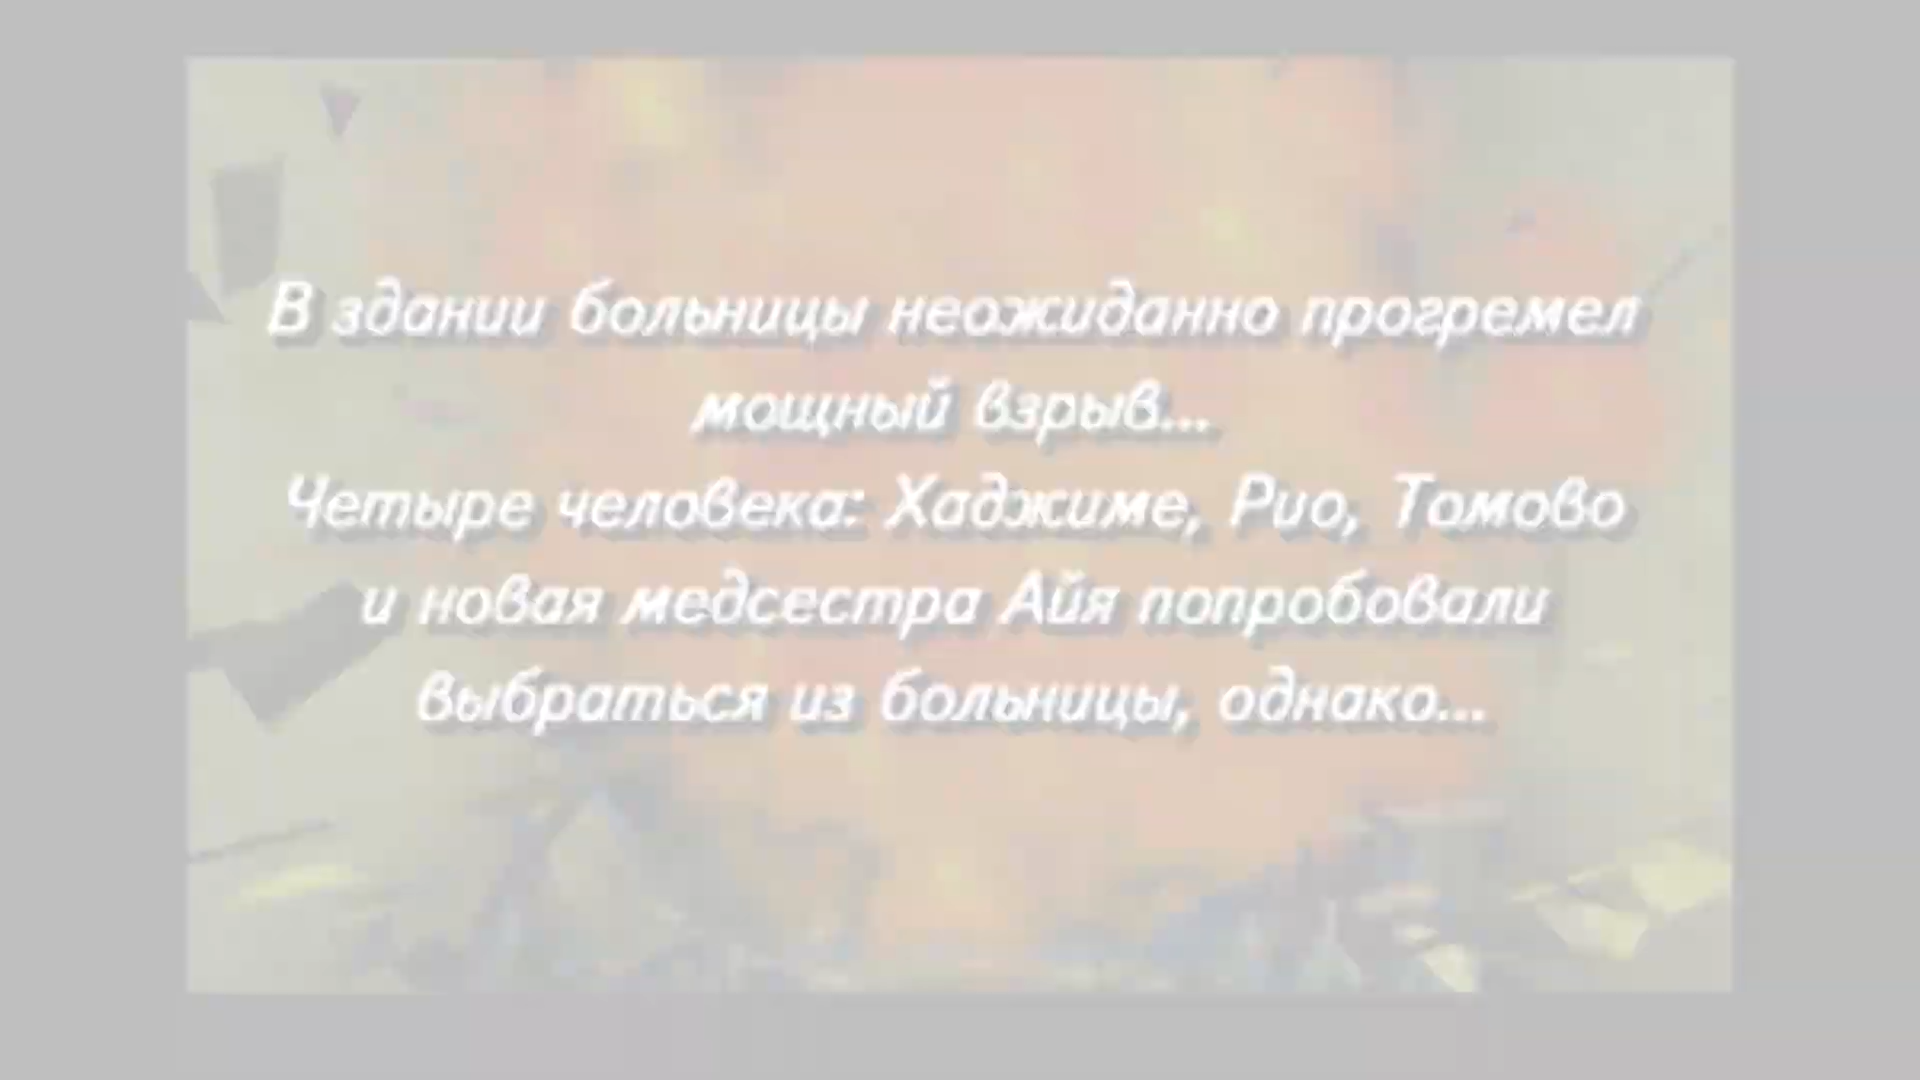 В здании больницы неожиданно прогремел
мощный взрыв...
Четыре человека: Хаджиме, Рио, Томово
и новая медсестра Айя попробовали
выбраться из больницы, однако...